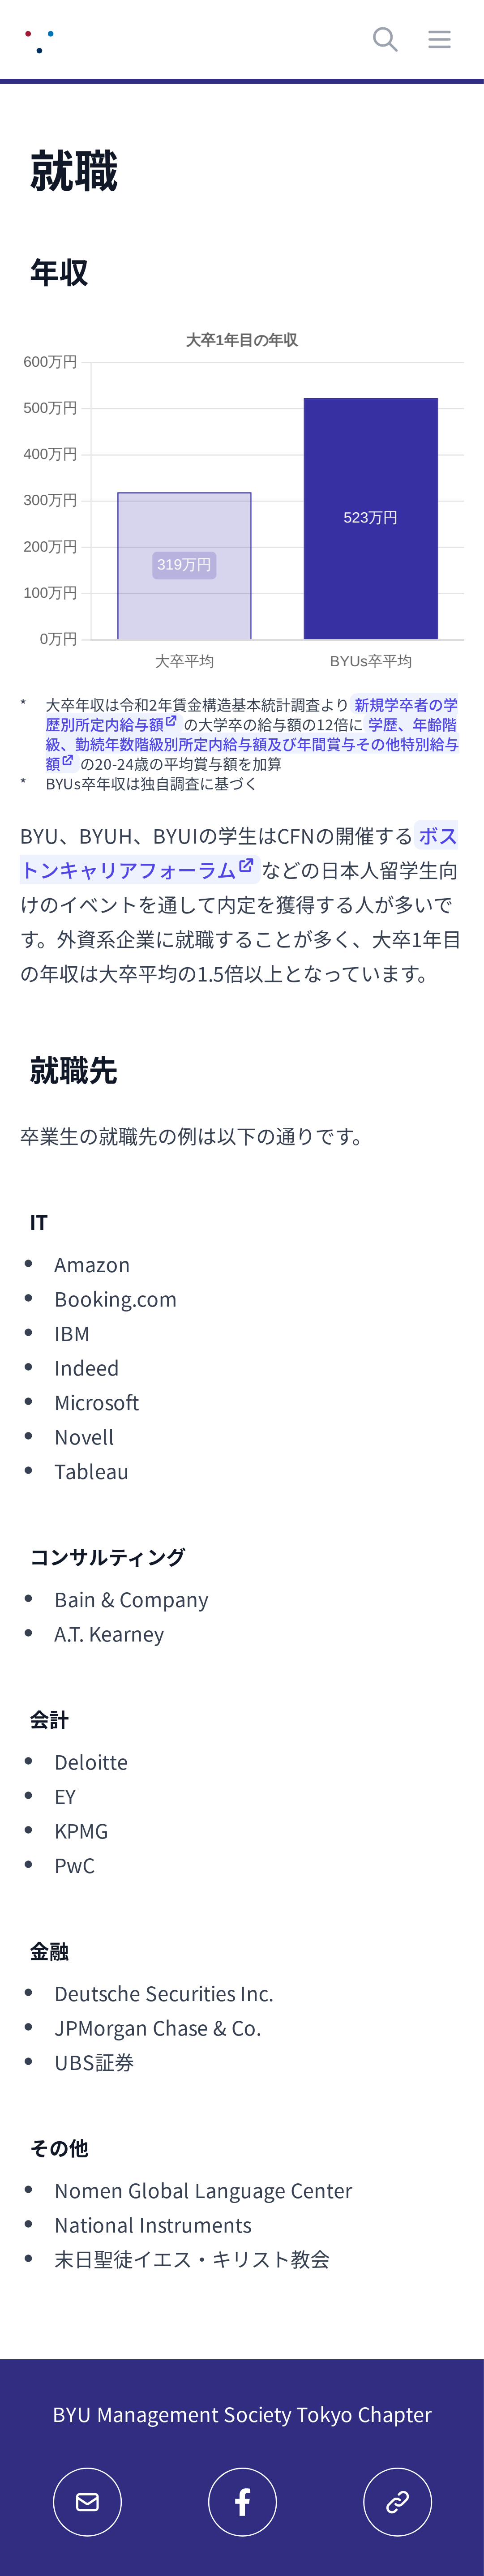 就職
年収
大卒1年目の年収
600万円
500万円
400万円
300万円
200万円
100万円
0万円
319万円
523万円
大卒平均
BYUs卒平均
* 大卒年収は令和2年賃金構造基本統計調査より 新規学卒者の学
歴別所定内給与額 の大学卒の給与額の12倍に 学歴、年齢階
級、勤続年数階級別所定内給与額及び年間賞与その他特別給与
額 の20-24歳の平均賞与額を加算
* BYUs卒年収は独自調査に基づく
BYU、BYUH、BYUIの学生はCFNの開催する ボス
トンキャリアフォーラム などの日本人留学生向
けのイベントを通して内定を獲得する人が多いで
す。外資系企業に就職することが多く、大卒1年目
の年収は大卒平均の1.5倍以上となっています。
就職先
卒業生の就職先の例は以下の通りです。
IT
• Amazon
• Booking.com
• IBM
• Indeed
• Microsoft
• Novell
• Tableau
コンサルティング
• Bain & Company
• A.T. Kearney
会計
• Deloitte
• EY
• KPMG
• PwC
金融
• Deutsche Securities Inc.
• JPMorgan Chase & Co.
• UBS証券
その他
• Nomen Global Language Center
• National Instruments
• 末日聖徒イエス・キリスト教会
BYU Management Society Tokyo Chapter